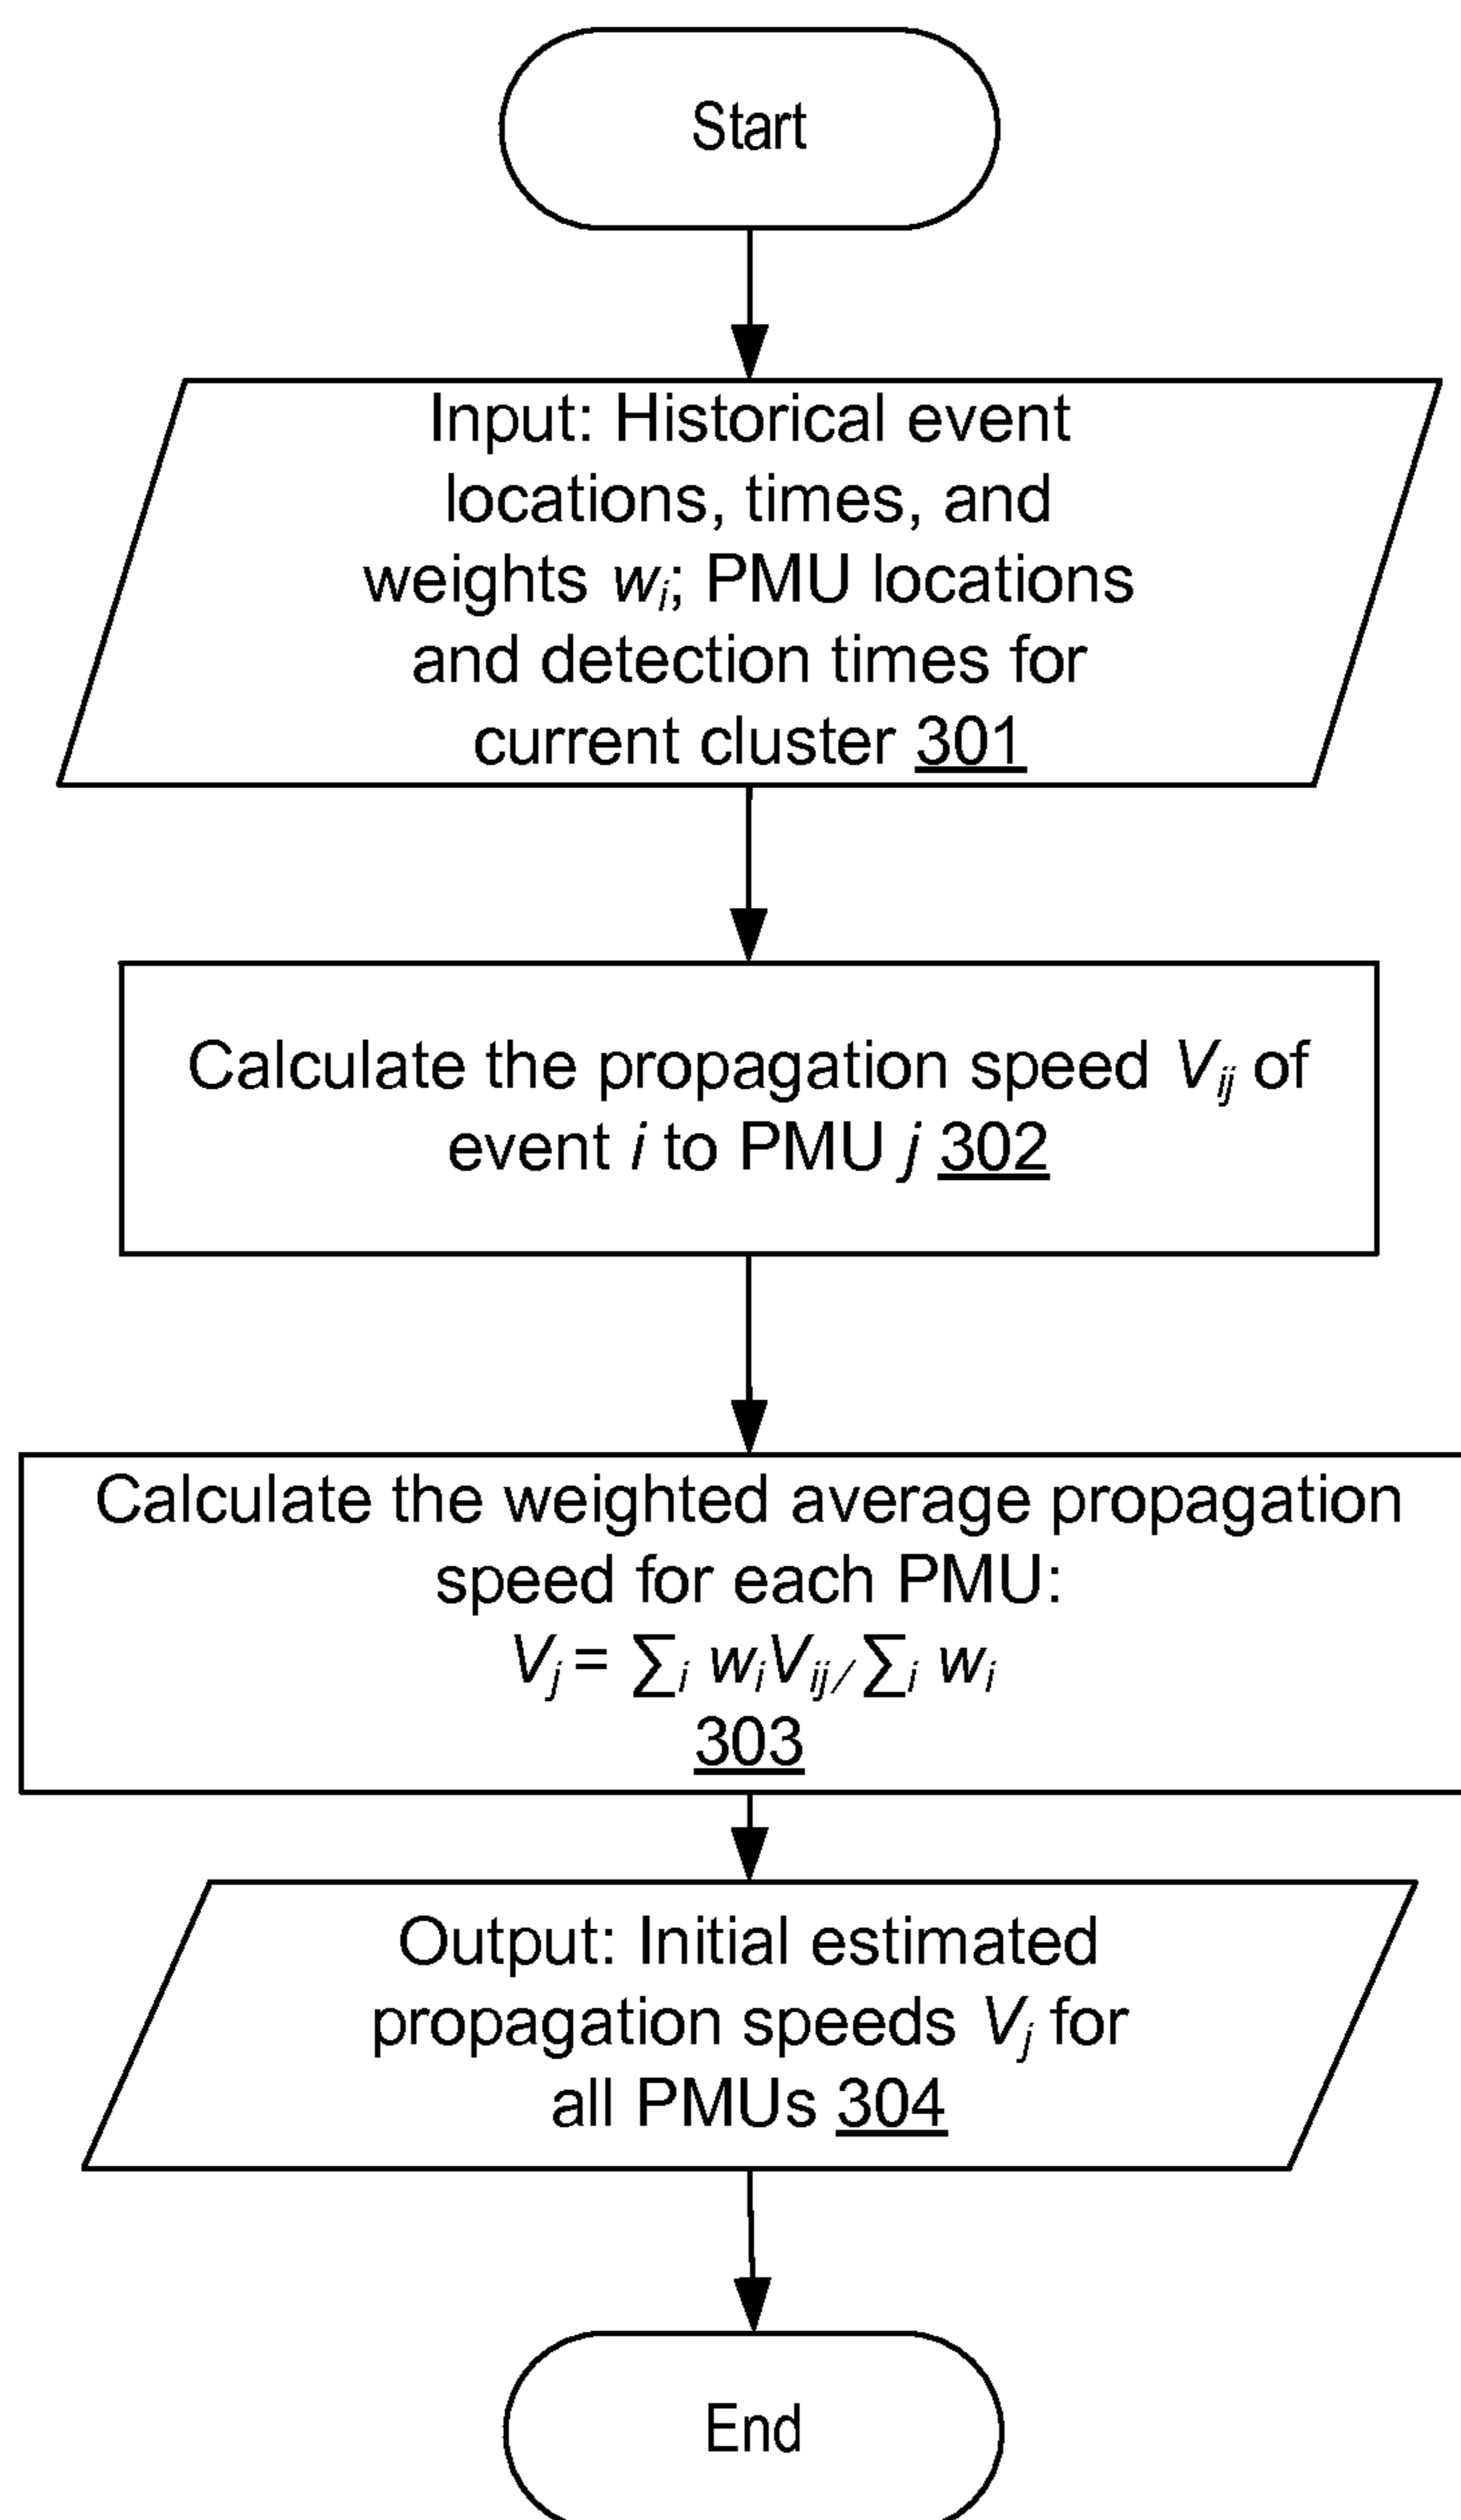 Start
Input: Historical event
locations, times, and
weights wᵢ; PMU locations
and detection times for
current cluster 301
Calculate the propagation speed Vᵢⱼ of
event i to PMU j 302
Calculate the weighted average propagation
speed for each PMU:
Vⱼ = ∑ᵢ wᵢVᵢⱼ/∑ᵢ wᵢ
303
Output: Initial estimated
propagation speeds Vⱼ for
all PMUs 304
End